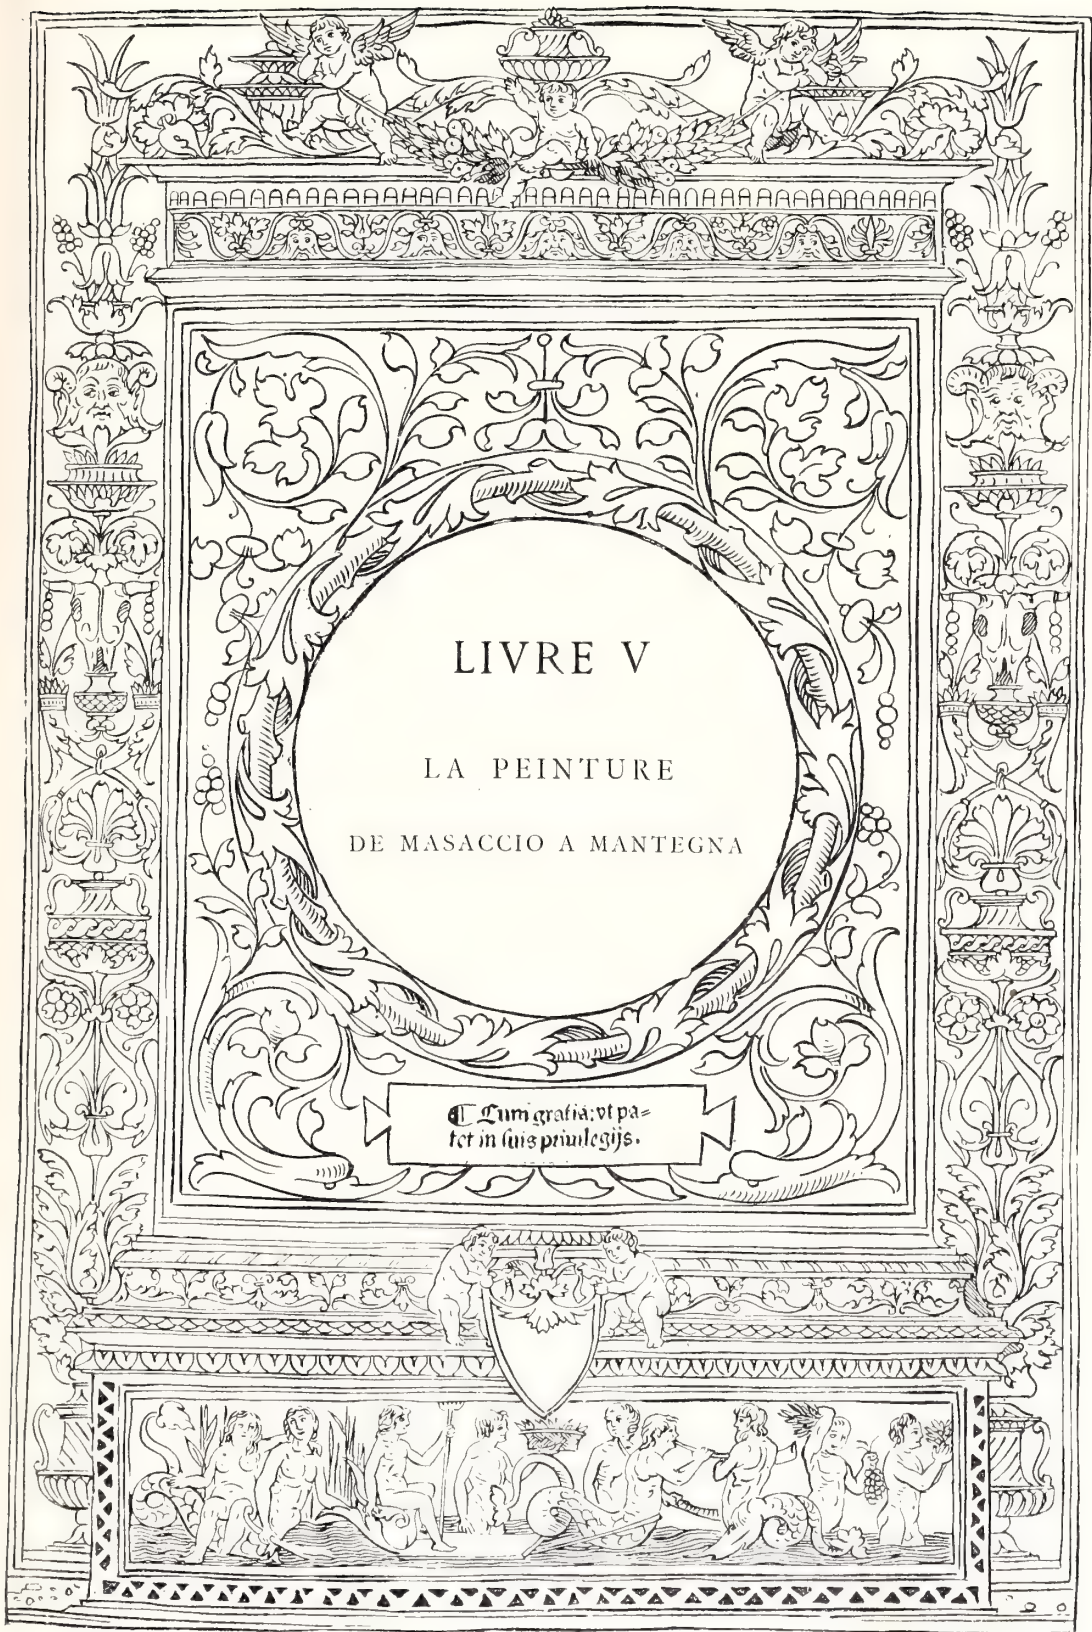 LIVRE V
LA PEINTURE
DE MASACCIO A MANTEGNA
¶ Cum gratia: vt pa=
tet in suis priuilegijs.